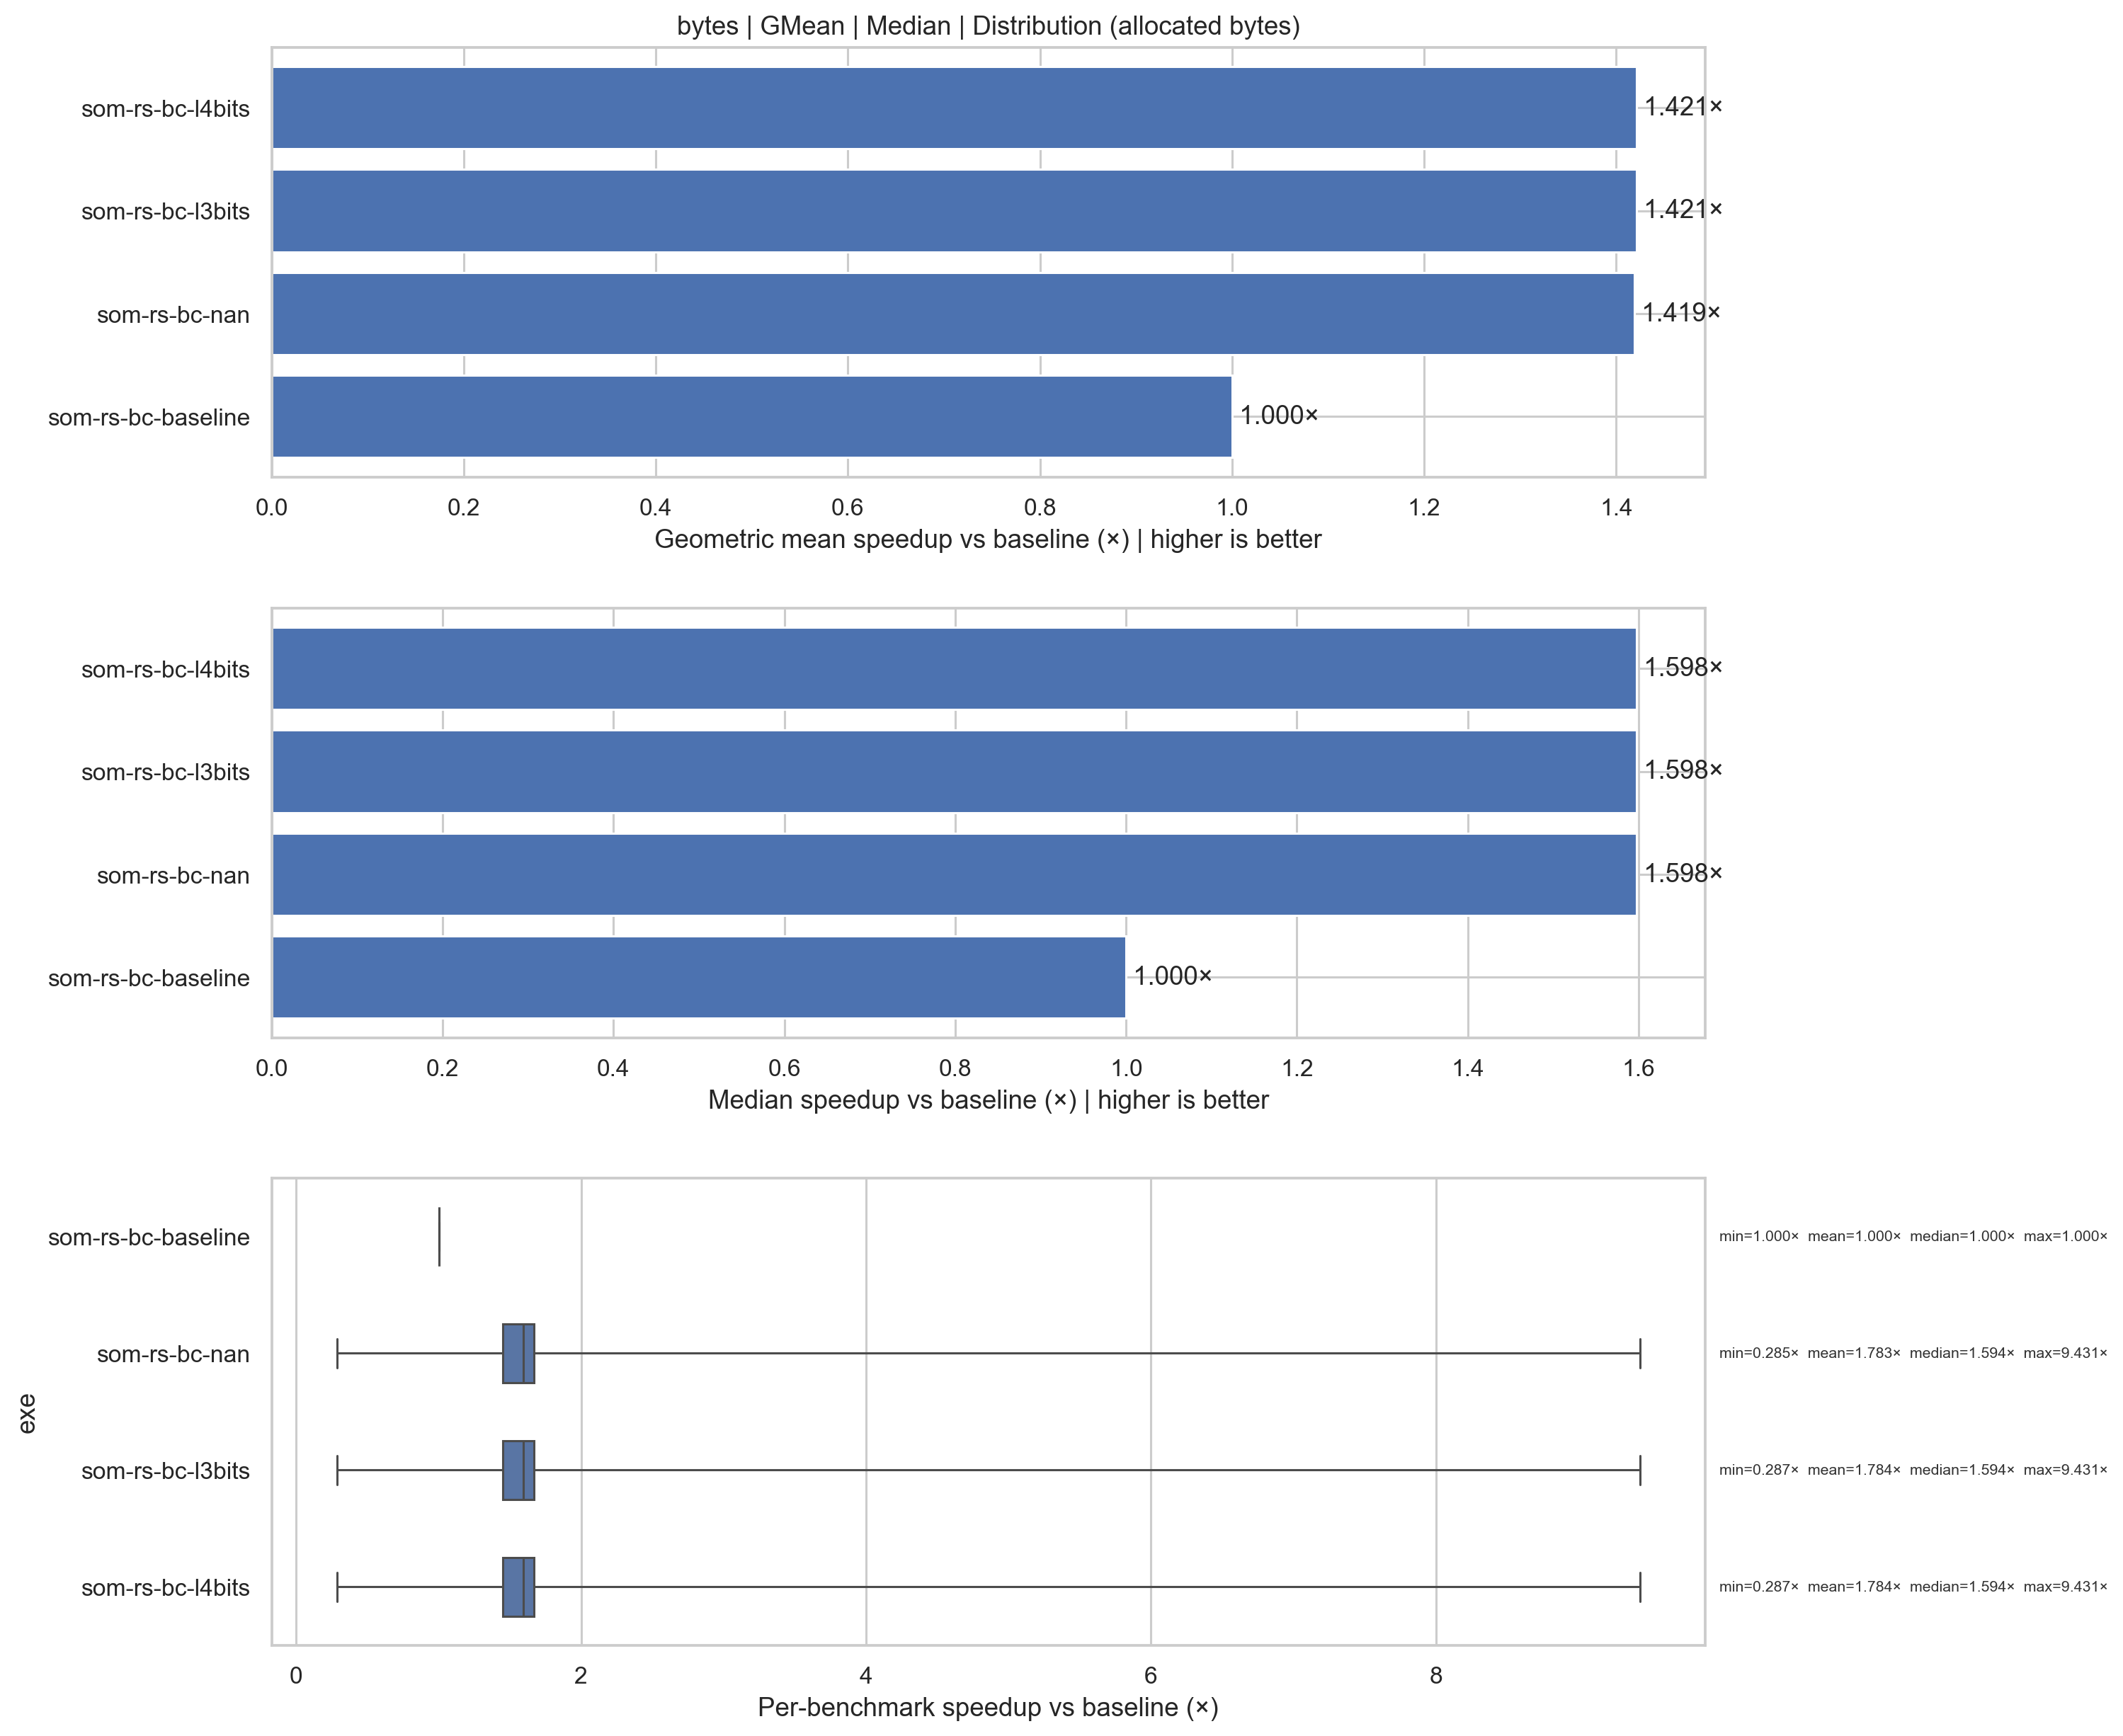 bytes | GMean | Median | Distribution (allocated bytes)
som-rs-bc-l4bits
1.421×
som-rs-bc-l3bits
1.421×
som-rs-bc-nan
1.419×
som-rs-bc-baseline
1.000×
0.0 0.2 0.4 0.6 0.8 1.0 1.2 1.4
Geometric mean speedup vs baseline (×) | higher is better
som-rs-bc-l4bits
1.598×
som-rs-bc-l3bits
1.598×
som-rs-bc-nan
1.598×
som-rs-bc-baseline
1.000×
0.0 0.2 0.4 0.6 0.8 1.0 1.2 1.4 1.6
Median speedup vs baseline (×) | higher is better
exe
som-rs-bc-baseline
min=1.000× mean=1.000× median=1.000× max=1.000×
som-rs-bc-nan
min=0.285× mean=1.783× median=1.594× max=9.431×
som-rs-bc-l3bits
min=0.287× mean=1.784× median=1.594× max=9.431×
som-rs-bc-l4bits
min=0.287× mean=1.784× median=1.594× max=9.431×
0 2 4 6 8
Per-benchmark speedup vs baseline (×)